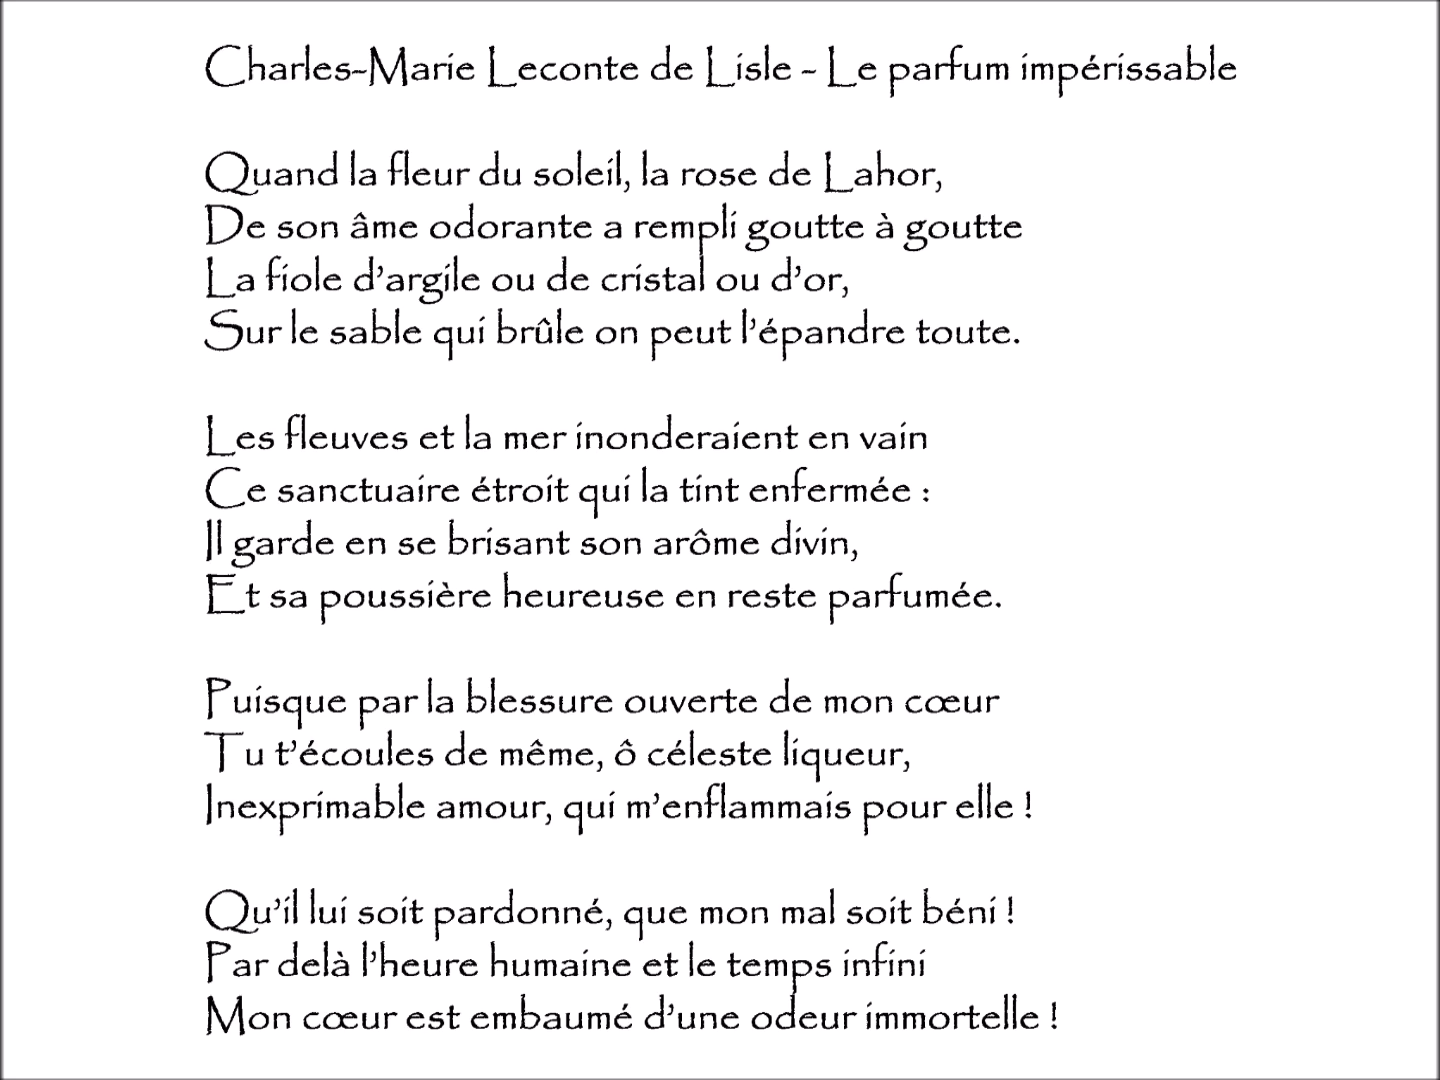 Charles-Marie Leconte de Lisle - Le parfum impérissable
Quand la fleur du soleil, la rose de Lahor,
De son âme odorante a rempli goutte à goutte
La fiole d'argile ou de cristal ou d'or,
Sur le sable qui brûle on peut l'épandre toute.
Les fleuves et la mer inonderaient en vain
Ce sanctuaire étroit qui la tint enfermée :
Il garde en se brisant son arôme divin,
Et sa poussière heureuse en reste parfumée.
Puisque par la blessure ouverte de mon cœur
Tu t'écoules de même, ô céleste liqueur,
Inexprimable amour, qui m'enflammais pour elle !
Qu'il lui soit pardonné, que mon mal soit béni !
Par delà l'heure humaine et le temps infini
Mon cœur est embaumé d'une odeur immortelle !